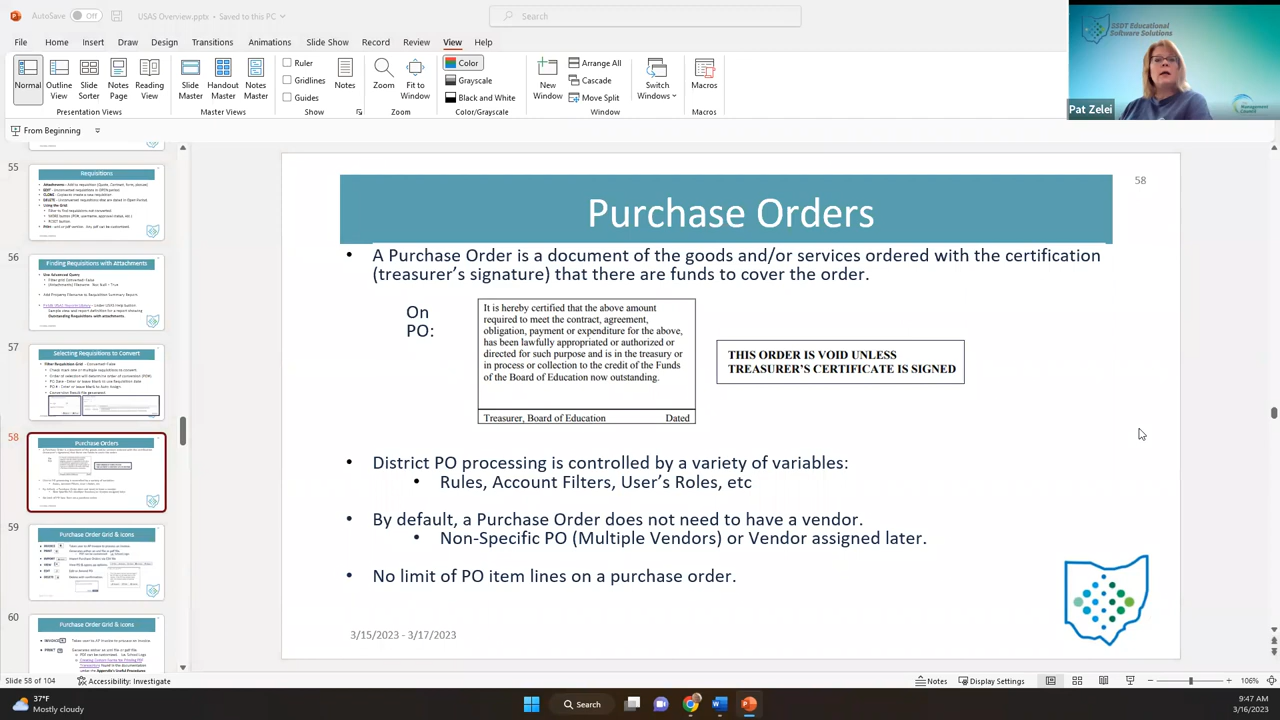 AutoSave Off USAS Overview.pptx - Saved to this PC Search
SSDT Educational
Software Solutions
File Home Insert Draw Design Transitions Animations Slide Show Record Review View Help
Normal Outline View Slide Sorter Notes Page Reading View
Presentation Views
Slide Master Handout Master Notes Master
Master Views
Ruler
Gridlines
Guides
Show
Notes
Zoom Fit to Window
Zoom
Color
Grayscale
Black and White
Color/Grayscale
New Window
Arrange All
Cascade
Move Split
Switch Windows
Window
Macros
Macros
Management
Council
Pat Zelei
From Beginning
55
Requisitions
56
Finding Requisitions with Attachments
57
Selecting Requisitions to Convert
58
Purchase Orders
59
Purchase Order Grid & Icons
60
Purchase Order Grid & Icons
58
Purchase Orders
• A Purchase Order is a document of the goods and/or services ordered with the certification
(treasurer's signature) that there are funds to cover the order.
On
PO:
It is hereby certified that the above amount
required to meet the contract, agreement,
obligation, payment or expenditure for the above,
has been lawfully appropriated or authorized or
directed for such purpose and is in the treasury or
in process of collection to the credit of the Funds
of the Board of Education now outstanding.
Treasurer, Board of Education Dated
THIS ORDER IS VOID UNLESS
TREASURER'S CERTIFICATE IS SIGNED
• District PO processing is controlled by a variety of variables:
• Rules, Account Filters, User's Roles, etc
• By default, a Purchase Order does not need to have a vendor.
• Non-Specific PO (Multiple Vendors) or Vendor assigned later.
• No limit of PO item lines on a purchase order.
3/15/2023 - 3/17/2023
Slide 58 of 104 Accessibility: Investigate Notes Display Settings 106%
37°F
Mostly cloudy
Search
9:47 AM
3/16/2023